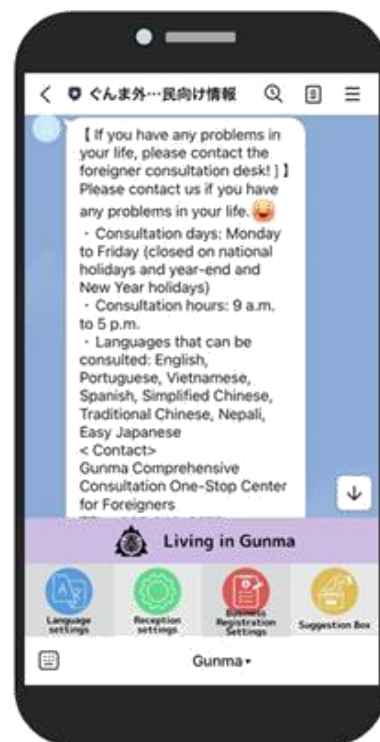 ぐんま外…民向け情報
【 If you have any problems in
your life, please contact the
foreigner consultation desk! ] 】
Please contact us if you have
any problems in your life.
・Consultation days: Monday
to Friday (closed on national
holidays and year-end and
New Year holidays)
・Consultation hours: 9 a.m.
to 5 p.m.
・Languages that can be
consulted: English,
Portuguese, Vietnamese,
Spanish, Simplified Chinese,
Traditional Chinese, Nepali,
Easy Japanese
< Contact>
Gunma Comprehensive
Consultation One-Stop Center
for Foreigners
Living in Gunma
Language
settings
Reception
settings
Business
Registration
Settings
Suggestion Box
Gunma▾